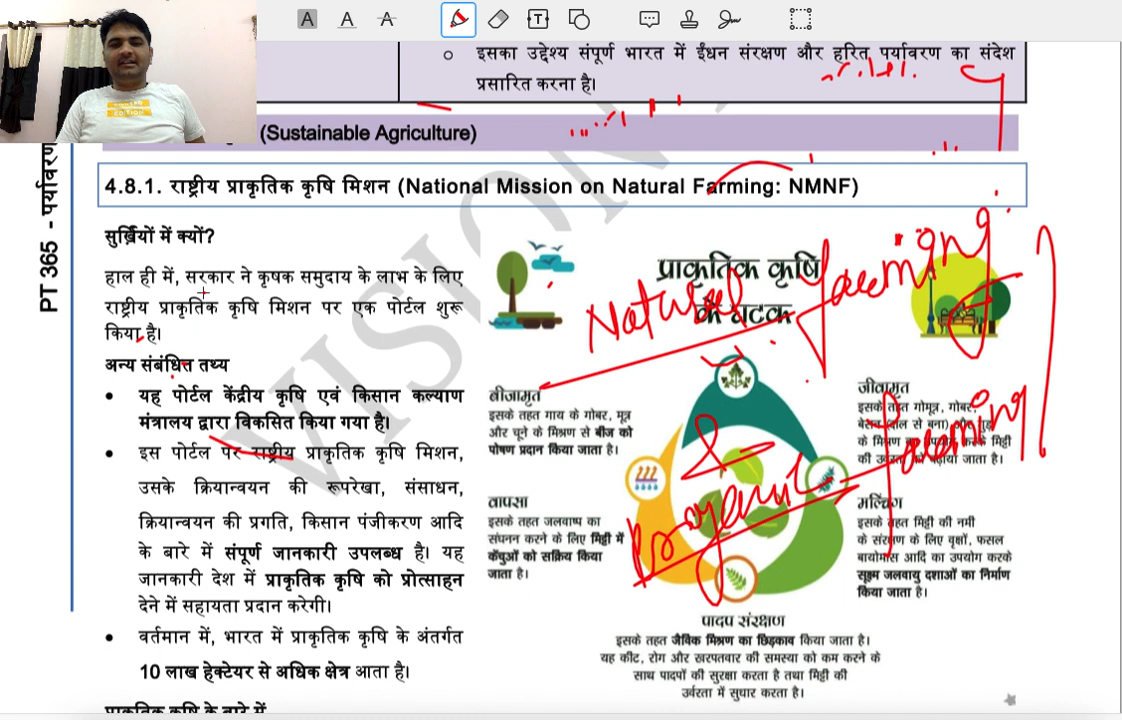 A A A T
इसका उद्देश्य संपूर्ण भारत में ईंधन संरक्षण और हरित पर्यावरण का संदेश
प्रसारित करना है।
(Sustainable Agriculture)
4.8.1. राष्ट्रीय प्राकृतिक कृषि मिशन (National Mission on Natural Farming: NMNF)
PT 365 - पर्यावरण
VISION
सुर्ख़ियों में क्यों?
हाल ही में, सरकार ने कृषक समुदाय के लाभ के लिए
राष्ट्रीय प्राकृतिक कृषि मिशन पर एक पोर्टल शुरू
किया है।
अन्य संबंधित तथ्य
• यह पोर्टल केंद्रीय कृषि एवं किसान कल्याण
मंत्रालय द्वारा विकसित किया गया है।
• इस पोर्टल पर राष्ट्रीय प्राकृतिक कृषि मिशन,
उसके क्रियान्वयन की रूपरेखा, संसाधन,
क्रियान्वयन की प्रगति, किसान पंजीकरण आदि
के बारे में संपूर्ण जानकारी उपलब्ध है। यह
जानकारी देश में प्राकृतिक कृषि को प्रोत्साहन
देने में सहायता प्रदान करेगी।
• वर्तमान में, भारत में प्राकृतिक कृषि के अंतर्गत
10 लाख हेक्टेयर से अधिक क्षेत्र आता है।
प्राकृतिक कृषि के बारे में
प्राकृतिक कृषि
के घटक
Natural farming
&
farming
बीजामृत
इसके तहत गाय के गोबर, मूत्र
और चूने के मिश्रण से बीज को
पोषण प्रदान किया जाता है।
जीवामृत
इसके तहत गोमूत्र, गोबर,
के मिश्रण मिट्टी
की जाता है।
वापसा
इसके तहत जलवाष्प का
संघनन करने के लिए मिट्टी में
केंचुओं को सक्रिय किया
जाता है।
मल्चिंग
इसके तहत मिट्टी की नमी
के संरक्षण के लिए वृक्षों, फसल
बायोमास आदि का उपयोग करके
सूक्ष्म जलवायु दशाओं का निर्माण
किया जाता है।
पादप संरक्षण
इसके तहत जैविक मिश्रण का छिड़काव किया जाता है।
यह कीट, रोग और खरपतवार की समस्या को कम करने के
साथ पादपों की सुरक्षा करता है तथा मिट्टी की
उर्वरता में सुधार करता है।